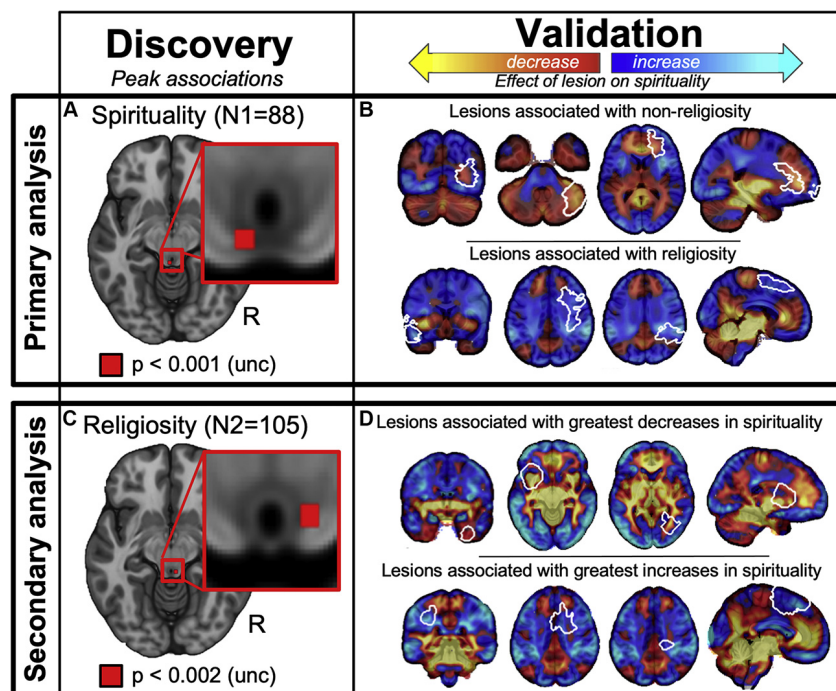 Discovery
Peak associations
Validation
decrease
increase
Effect of lesion on spirituality
Primary analysis
A
Spirituality (N1=88)
R
p < 0.001 (unc)
B
Lesions associated with non-religiosity
Lesions associated with religiosity
Secondary analysis
C
Religiosity (N2=105)
R
p < 0.002 (unc)
D
Lesions associated with greatest decreases in spirituality
Lesions associated with greatest increases in spirituality